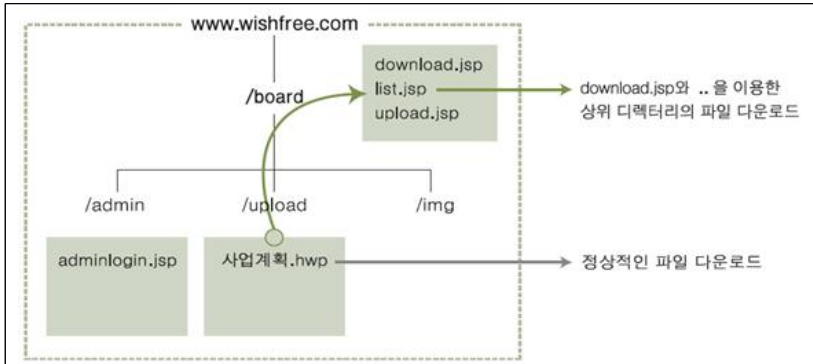 www.wishfree.com
download.jsp
list.jsp
upload.jsp
download.jsp와 .. 을 이용한
상위 디렉터리의 파일 다운로드
/board
/admin
/upload
/img
adminlogin.jsp
사업계획.hwp
정상적인 파일 다운로드